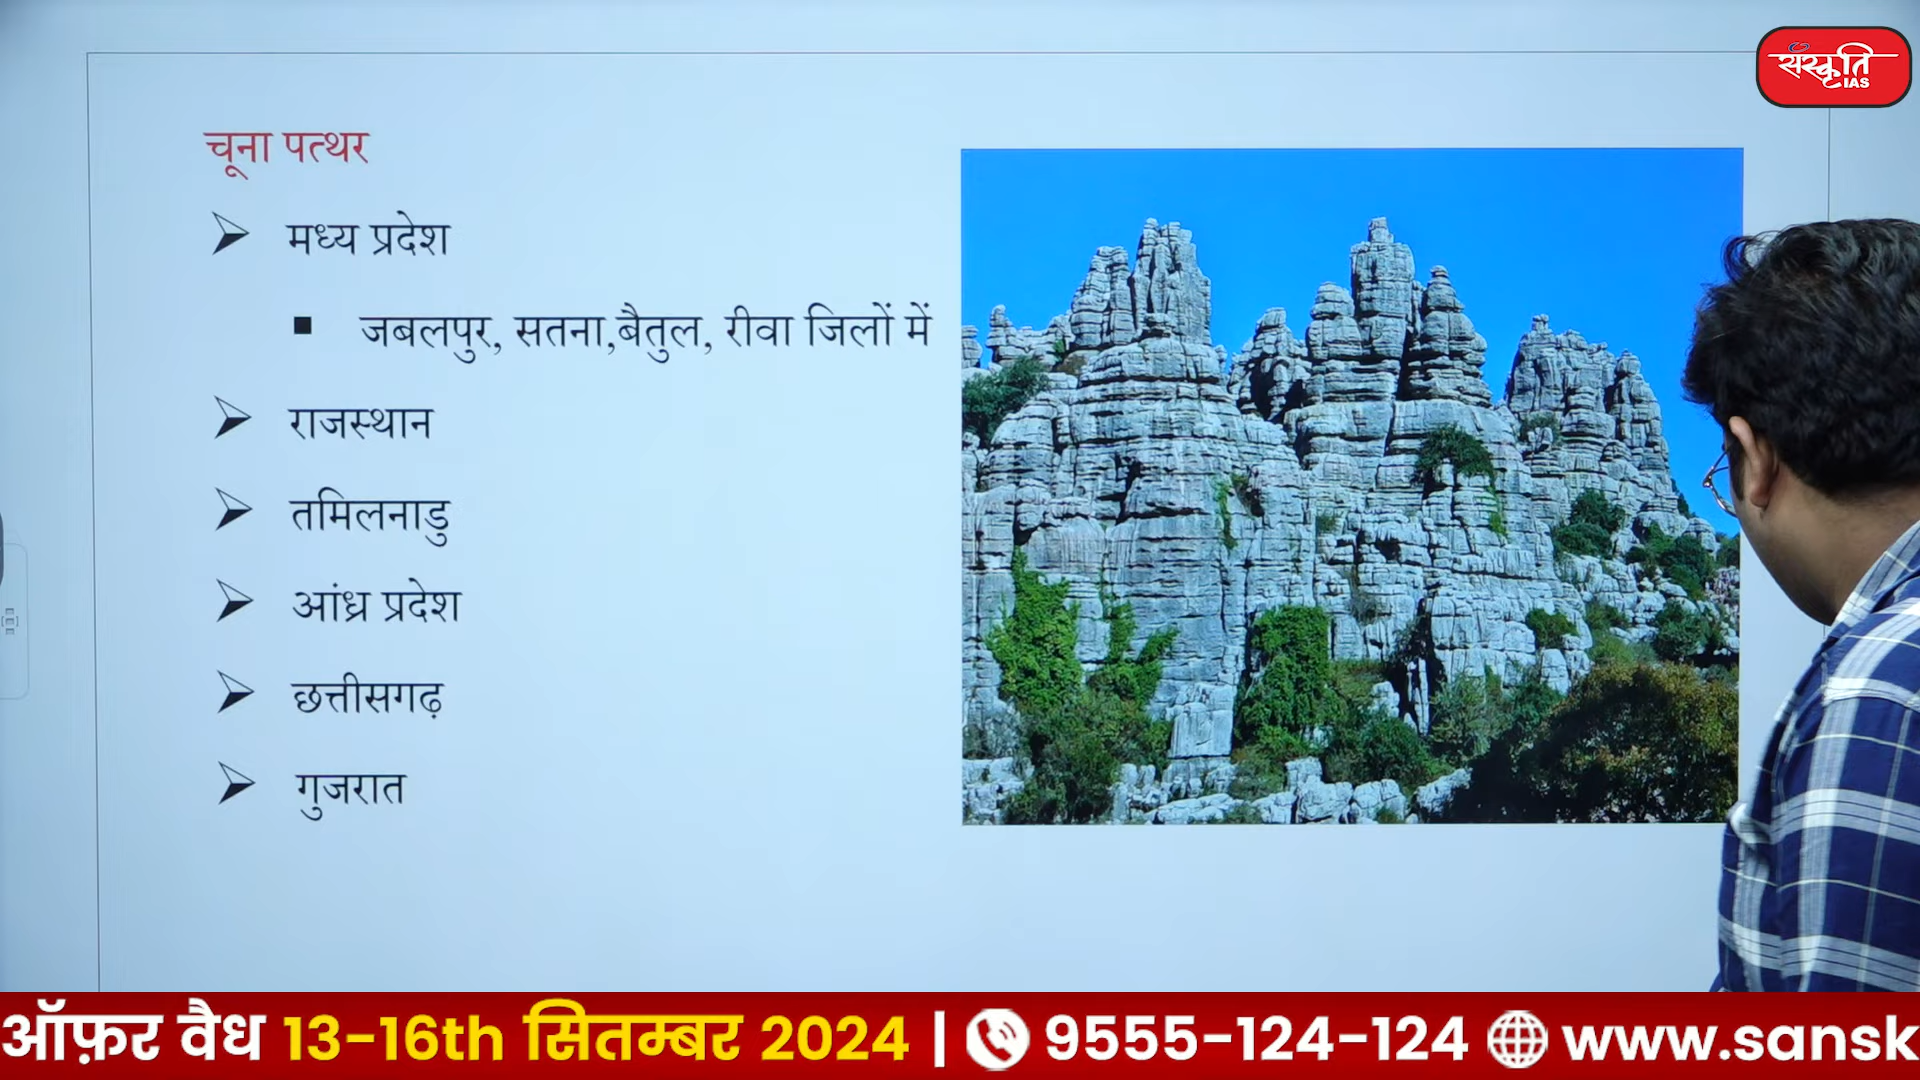 संस्कृति
IAS
चूना पत्थर
मध्य प्रदेश
जबलपुर, सतना,बैतुल, रीवा जिलों में
राजस्थान
तमिलनाडु
आंध्र प्रदेश
छत्तीसगढ़
गुजरात
ऑफ़र वैध 13-16th सितम्बर 2024 | 9555-124-124 www.sansk